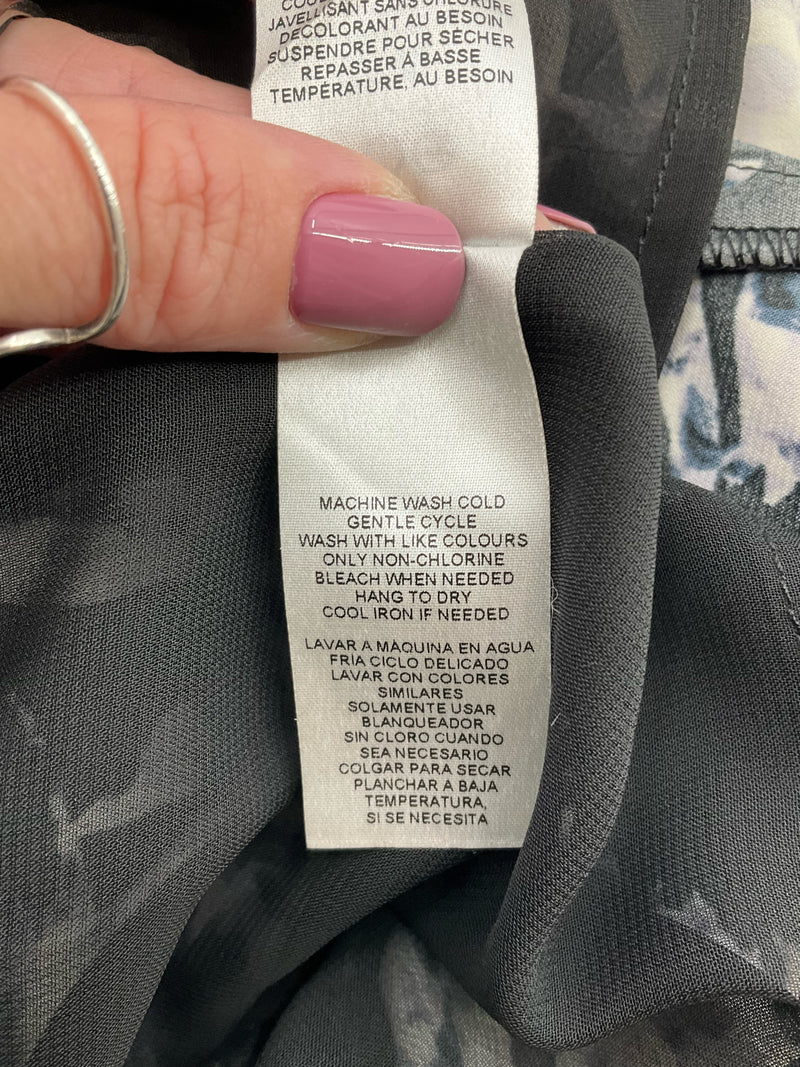 JAVELLISANT SANS CHLORURE
DÉCOLORANT AU BESOIN
SUSPENDRE POUR SÉCHER
REPASSER À BASSE
TEMPÉRATURE, AU BESOIN
MACHINE WASH COLD
GENTLE CYCLE
WASH WITH LIKE COLOURS
ONLY NON-CHLORINE
BLEACH WHEN NEEDED
HANG TO DRY
COOL IRON IF NEEDED
LAVAR A MÁQUINA EN AGUA
FRÍA CICLO DELICADO
LAVAR CON COLORES
SIMILARES
SOLAMENTE USAR
BLANQUEADOR
SIN CLORO CUANDO
SEA NECESARIO
COLGAR PARA SECAR
PLANCHAR A BAJA
TEMPERATURA,
SI SE NECESITA